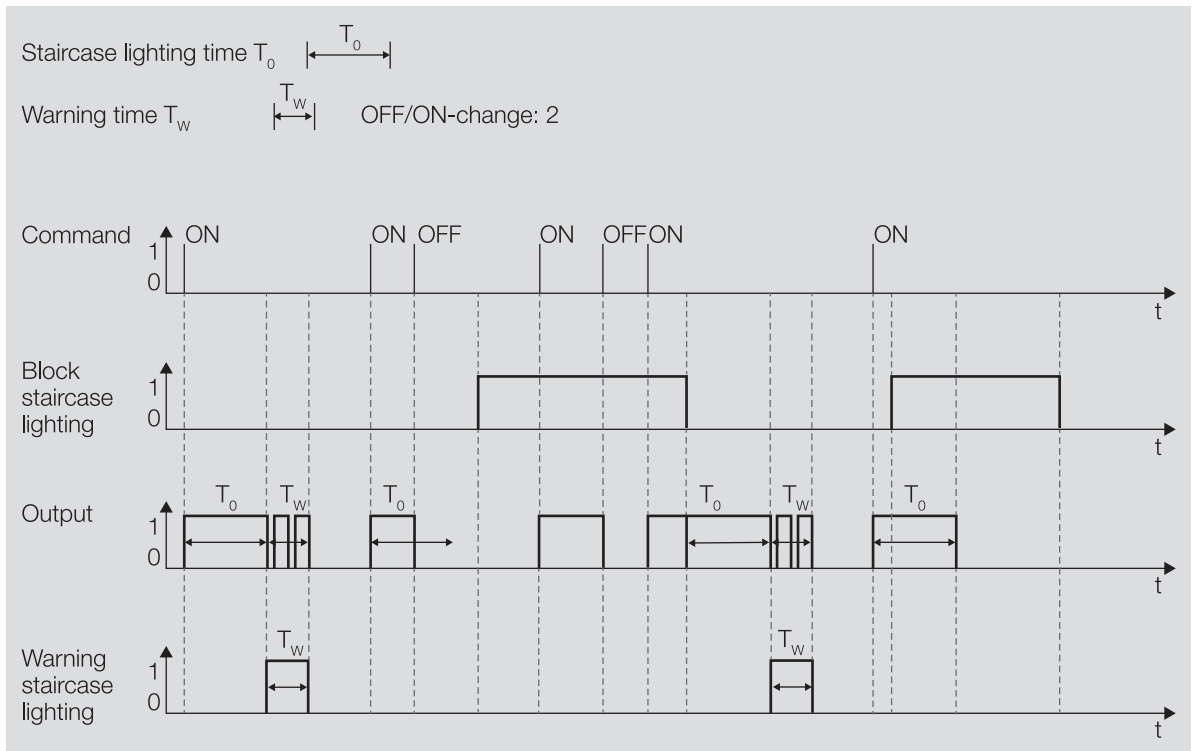 Staircase lighting time T0 T0
Warning time TW TW OFF/ON-change: 2
Command 1 0 ON ON OFF ON OFF ON ON
t
Block
staircase
lighting
1
0
t
T0 TW T0 T0 TW T0
Output
1
0
t
TW TW
Warning
staircase
lighting
1
0
t